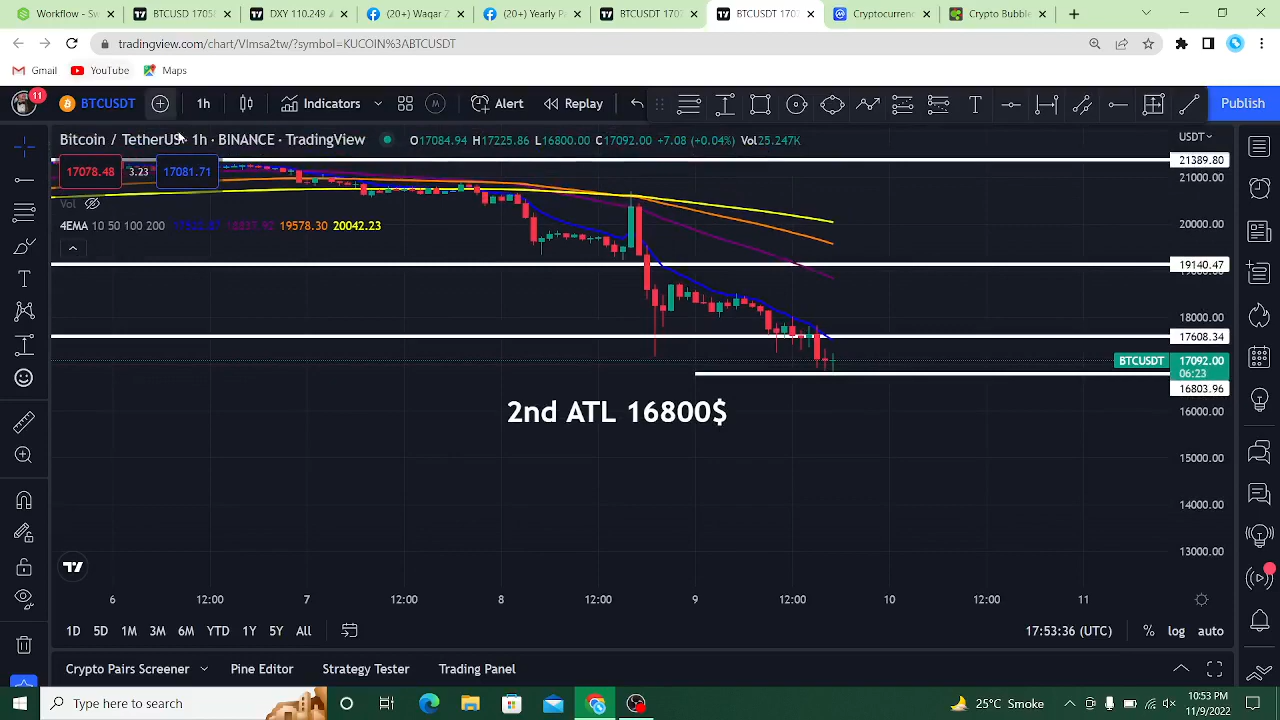 Workflow - S
BTCUSD 1705
DXY 110.249
(20+) Waqar Z
(20+) Yearly Pa
BTCUSDT 170
BTCUSDT 170
Cryptocurrenc
Crypto Bubble
tradingview.com/chart/VImsa2tw/?symbol=KUCOIN%3ABTCUSDT
Gmail YouTube Maps
11
BTCUSDT 1h Indicators Alert Replay Publish
Bitcoin / TetherUS · 1h · BINANCE · TradingView O17084.94 H17225.86 L16800.00 C17092.00 +7.08 (+0.04%) Vol25.247K
USDT
17078.48 3.23 17081.71
Vol
4EMA 10 50 100 200 19578.30 20042.23
21389.80
21000.00
20000.00
19140.47
18000.00
17608.34
BTCUSDT 17092.00
06:23
16803.96
16000.00
15000.00
14000.00
13000.00
2nd ATL 16800$
6 12:00 7 12:00 8 12:00 9 12:00 10 12:00 11
1D 5D 1M 3M 6M YTD 1Y 5Y All 17:53:36 (UTC) % log auto
Crypto Pairs Screener Pine Editor Strategy Tester Trading Panel
Type here to search
22°C Smoke
10:53 PM
11/9/2022